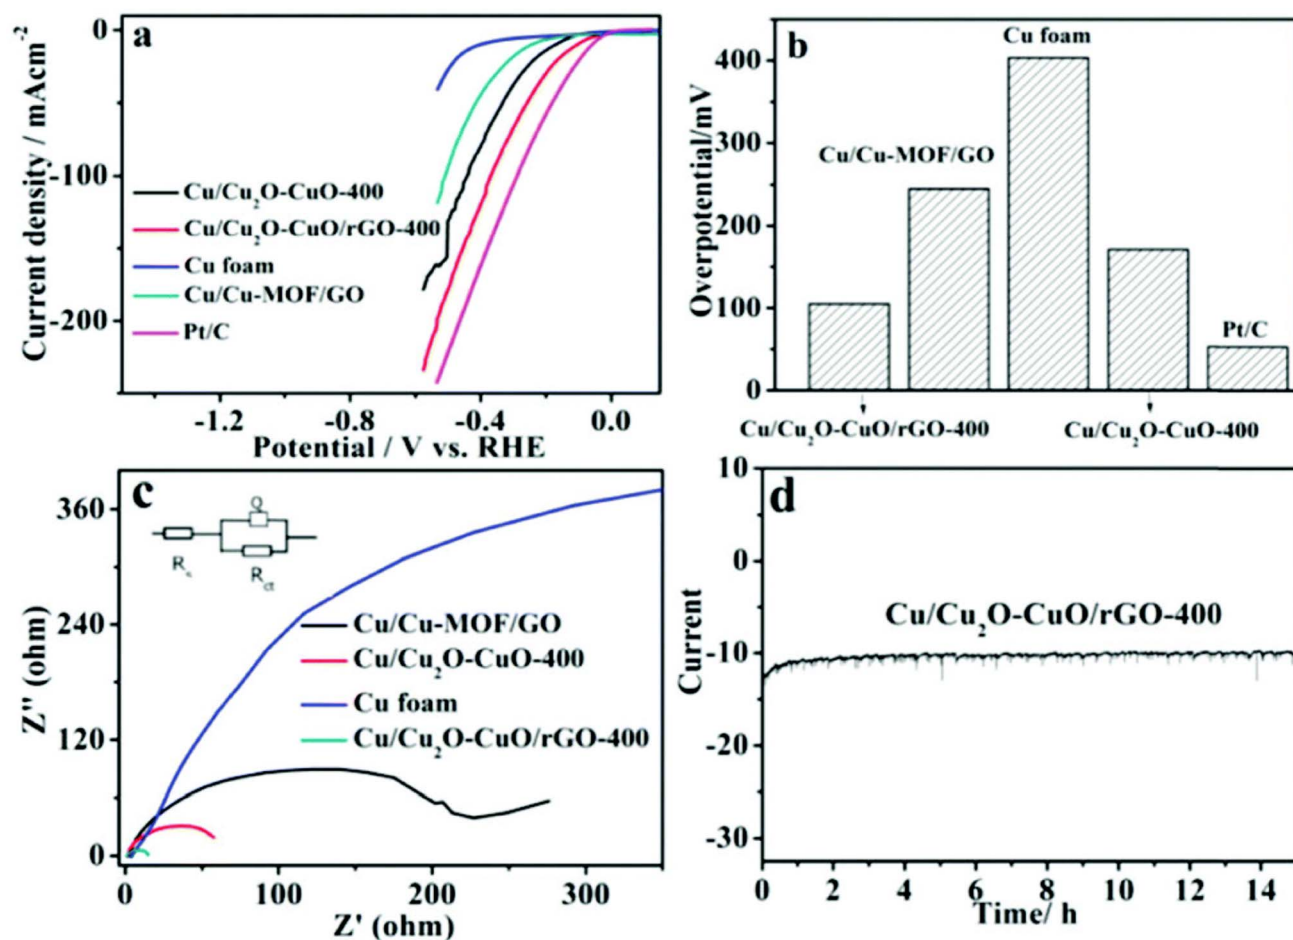 a
Current density / mAcm⁻²
0
-100
-200
Cu/Cu₂O-CuO-400
Cu/Cu₂O-CuO/rGO-400
Cu foam
Cu/Cu-MOF/GO
Pt/C
-1.2 -0.8 -0.4 0.0
Potential / V vs. RHE
b
Overpotential/mV
400
300
200
100
0
Cu foam
Cu/Cu-MOF/GO
Pt/C
Cu/Cu₂O-CuO/rGO-400
Cu/Cu₂O-CuO-400
c
Z'' (ohm)
360
240
120
0
Q
Rₛ
R_ct
Cu/Cu-MOF/GO
Cu/Cu₂O-CuO-400
Cu foam
Cu/Cu₂O-CuO/rGO-400
0 100 200 300
Z' (ohm)
d
Current
10
0
-10
-20
-30
Cu/Cu₂O-CuO/rGO-400
0 2 4 6 8 10 12 14
Time/ h